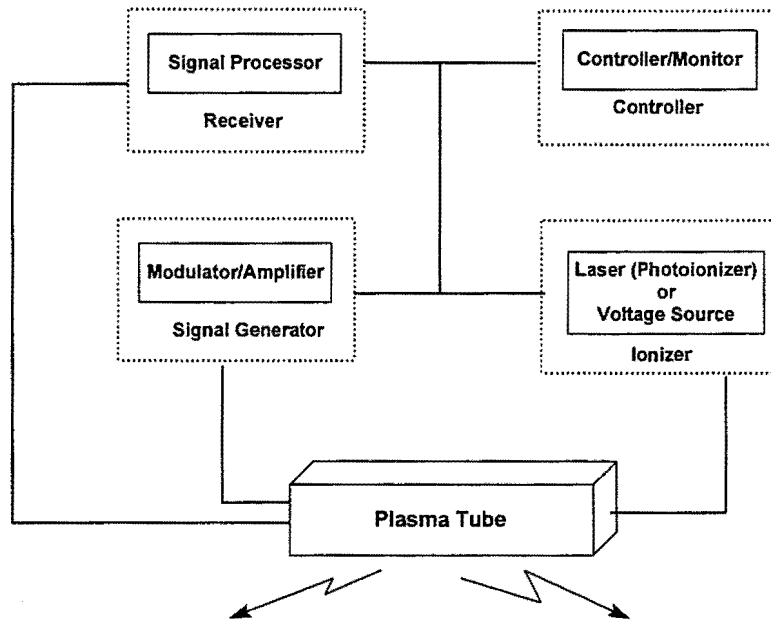 Signal Processor
Receiver
Controller/Monitor
Controller
Modulator/Amplifier
Signal Generator
Laser (Photoionizer)
or
Voltage Source
Ionizer
Plasma Tube